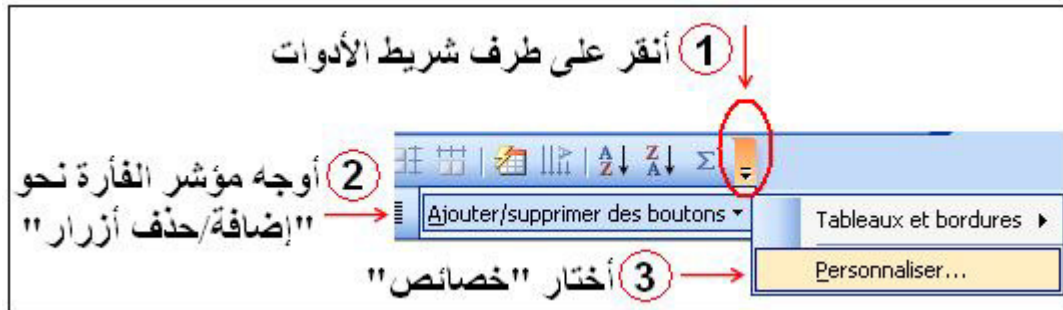 1 أنقر على طرف شريط الأدوات
2 أوجه مؤشر الفأرة نحو
"إضافة/حذف أزرار"
Ajouter/supprimer des boutons
Tableaux et bordures
Personnaliser...
3 أختار "خصائص"